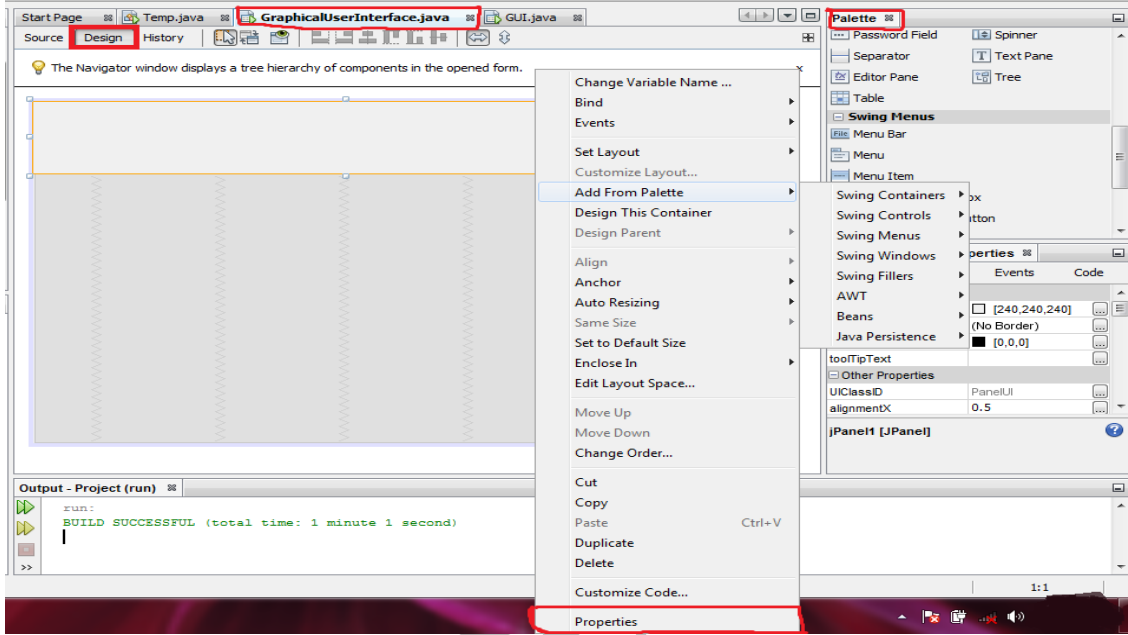 Start Page Temp.java GraphicalUserInterface.java GUI.java
Source Design History
The Navigator window displays a tree hierarchy of components in the opened form. x
Change Variable Name ...
Bind
Events
Set Layout
Customize Layout...
Add From Palette
Design This Container
Design Parent
Align
Anchor
Auto Resizing
Same Size
Set to Default Size
Enclose In
Edit Layout Space...
Move Up
Move Down
Change Order...
Cut
Copy
Paste Ctrl+V
Duplicate
Delete
Customize Code...
Properties
Swing Containers
Swing Controls
Swing Menus
Swing Windows
Swing Fillers
AWT
Beans
Java Persistence
Palette
Password Field Spinner
Separator Text Pane
Editor Pane Tree
Table
Swing Menus
Menu Bar
Menu
Menu Item
ox
tton
perties
Events Code
[240,240,240] ...
(No Border) ...
[0,0,0] ...
toolTipText ...
Other Properties
UIClassID PanelUI ...
alignmentX 0.5 ...
jPanel1 [JPanel]
Output - Project (run)
run:
BUILD SUCCESSFUL (total time: 1 minute 1 second)
>>
1:1